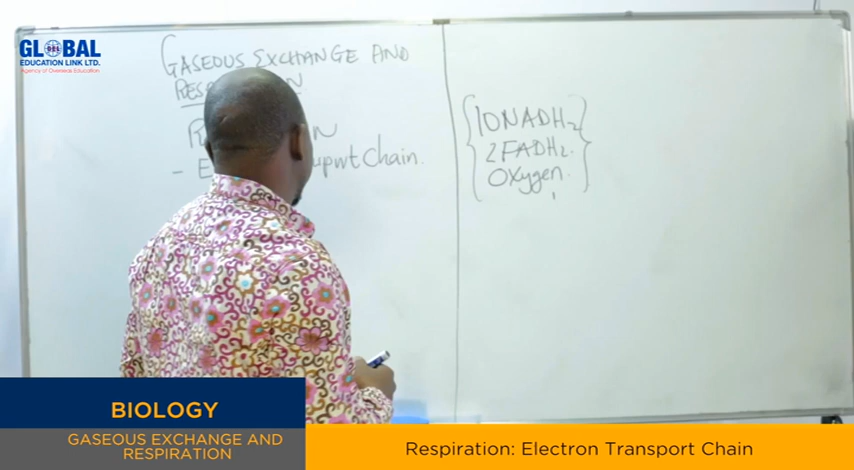 GLOBAL
EDUCATION LINK LTD.
Agency of Overseas Education
GASEOUS EXCHANGE AND
- Chain.
10NADH2
2FADH2.
Oxygen.
BIOLOGY
GASEOUS EXCHANGE AND
RESPIRATION
Respiration: Electron Transport Chain